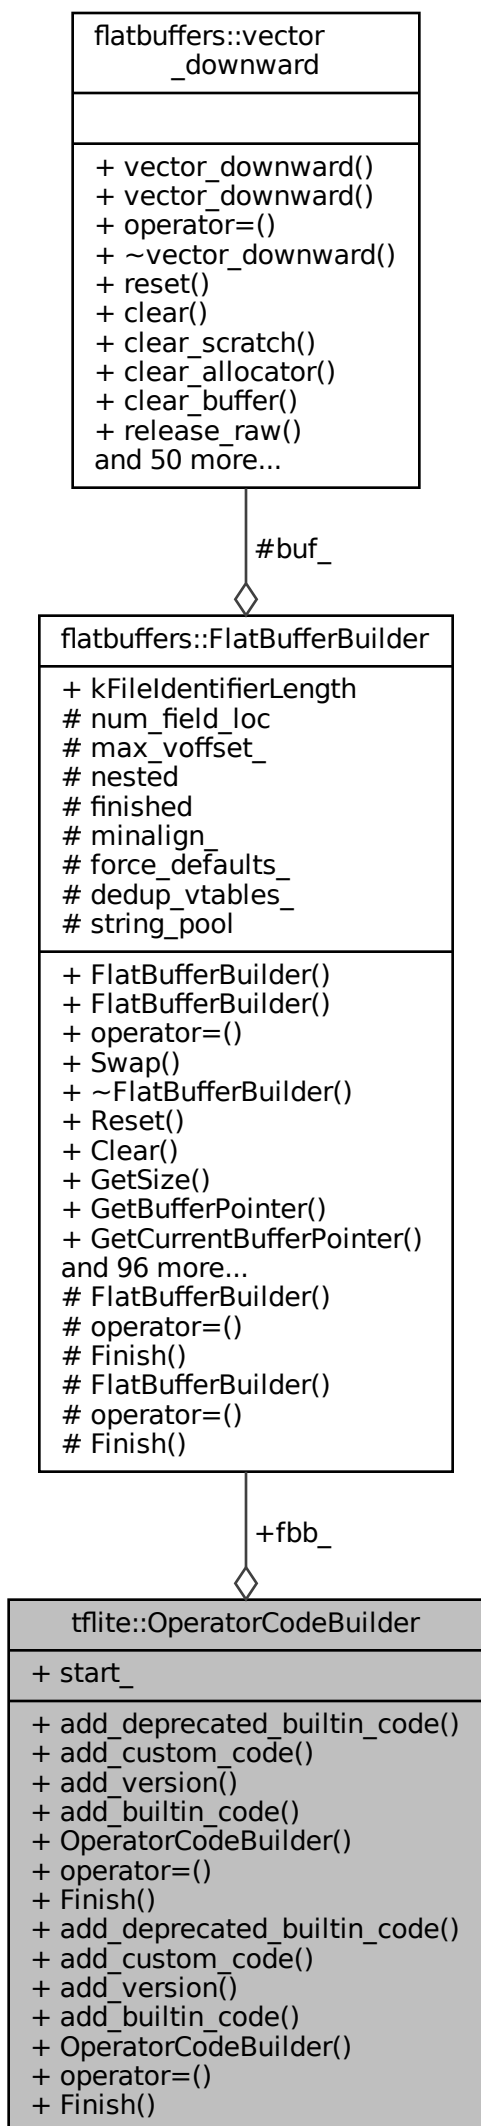 flatbuffers::vector
_downward
+ vector_downward()
+ vector_downward()
+ operator=()
+ ~vector_downward()
+ reset()
+ clear()
+ clear_scratch()
+ clear_allocator()
+ clear_buffer()
+ release_raw()
and 50 more...
#buf_
flatbuffers::FlatBufferBuilder
+ kFileIdentifierLength
# num_field_loc
# max_voffset_
# nested
# finished
# minalign_
# force_defaults_
# dedup_vtables_
# string_pool
+ FlatBufferBuilder()
+ FlatBufferBuilder()
+ operator=()
+ Swap()
+ ~FlatBufferBuilder()
+ Reset()
+ Clear()
+ GetSize()
+ GetBufferPointer()
+ GetCurrentBufferPointer()
and 96 more...
# FlatBufferBuilder()
# operator=()
# Finish()
# FlatBufferBuilder()
# operator=()
# Finish()
+fbb_
tflite::OperatorCodeBuilder
+ start_
+ add_deprecated_builtin_code()
+ add_custom_code()
+ add_version()
+ add_builtin_code()
+ OperatorCodeBuilder()
+ operator=()
+ Finish()
+ add_deprecated_builtin_code()
+ add_custom_code()
+ add_version()
+ add_builtin_code()
+ OperatorCodeBuilder()
+ operator=()
+ Finish()